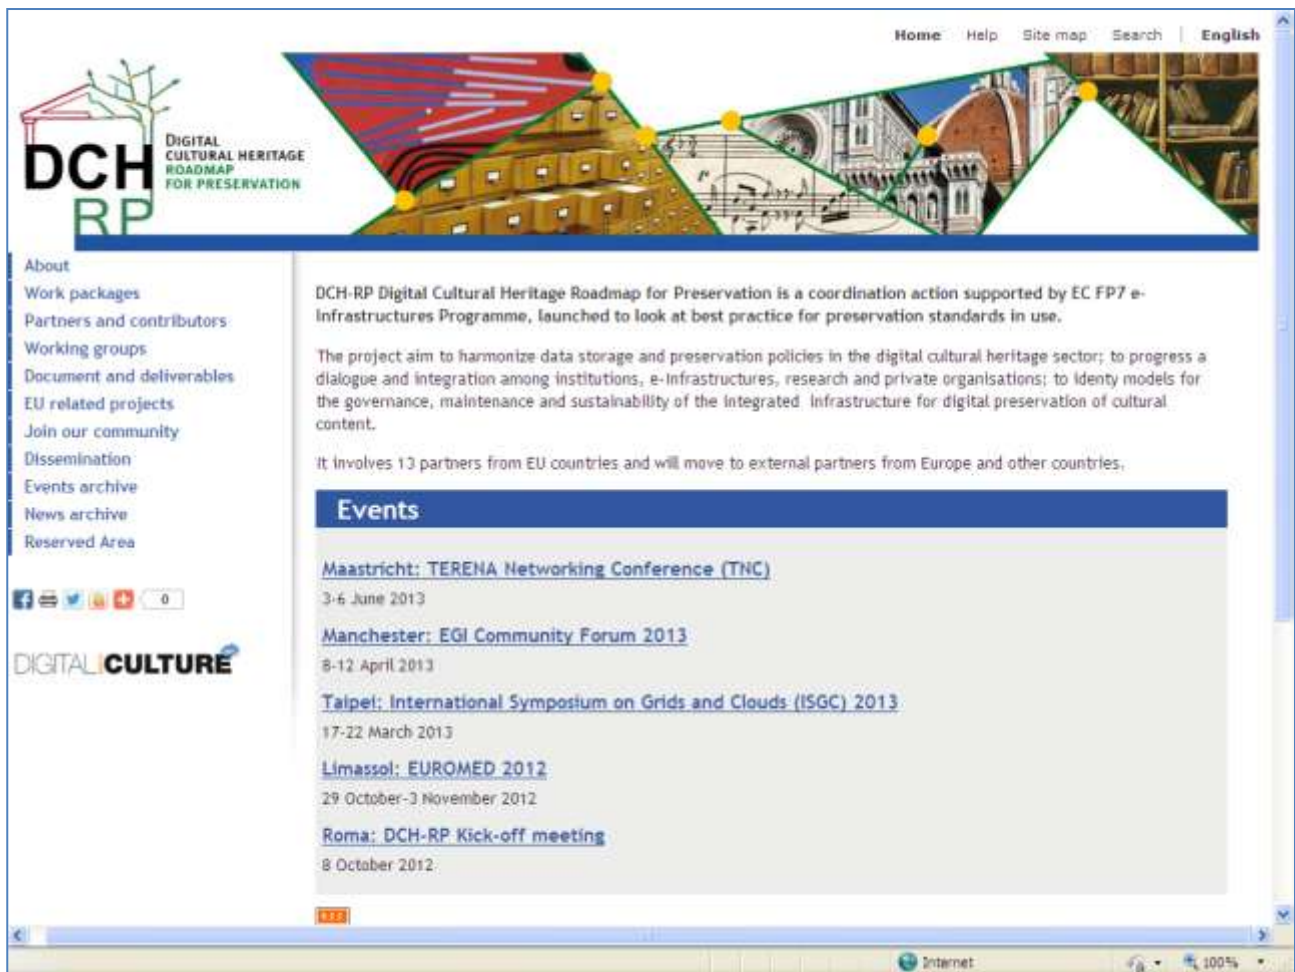 Home Help Site map Search | English
DCH
RP
DIGITAL
CULTURAL HERITAGE
ROADMAP
FOR PRESERVATION
About
Work packages
Partners and contributors
Working groups
Document and deliverables
EU related projects
Join our community
Dissemination
Events archive
News archive
Reserved Area
0
DIGITALICULTURE
DCH-RP Digital Cultural Heritage Roadmap for Preservation is a coordination action supported by EC FP7 e-
Infrastructures Programme, launched to look at best practice for preservation standards in use.
The project aim to harmonize data storage and preservation policies in the digital cultural heritage sector; to progress a
dialogue and integration among institutions, e-Infrastructures, research and private organisations; to identy models for
the governance, maintenance and sustainability of the integrated infrastructure for digital preservation of cultural
content.
It involves 13 partners from EU countries and will move to external partners from Europe and other countries.
Events
Maastricht: TERENA Networking Conference (TNC)
3-6 June 2013
Manchester: EGI Community Forum 2013
8-12 April 2013
Taipei: International Symposium on Grids and Clouds (ISGC) 2013
17-22 March 2013
Limassol: EUROMED 2012
29 October-3 November 2012
Roma: DCH-RP Kick-off meeting
8 October 2012
RSS
Internet
100%